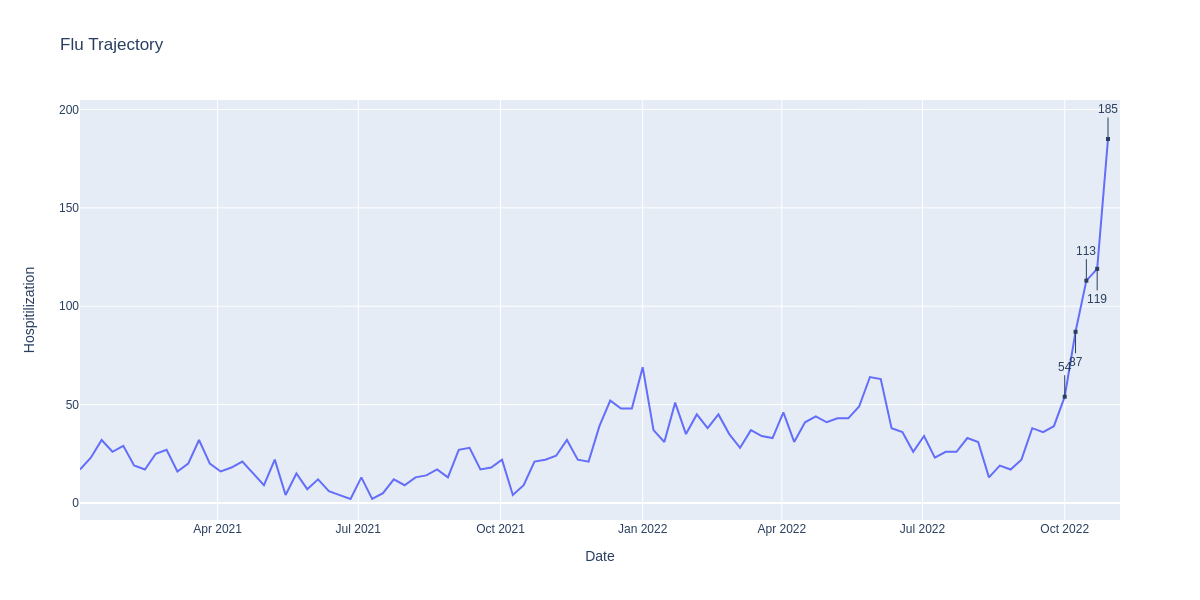 Flu Trajectory
200
150
100
50
0
Hospitilization
185
113
119
87
54
Apr 2021
Jul 2021
Oct 2021
Jan 2022
Apr 2022
Jul 2022
Oct 2022
Date